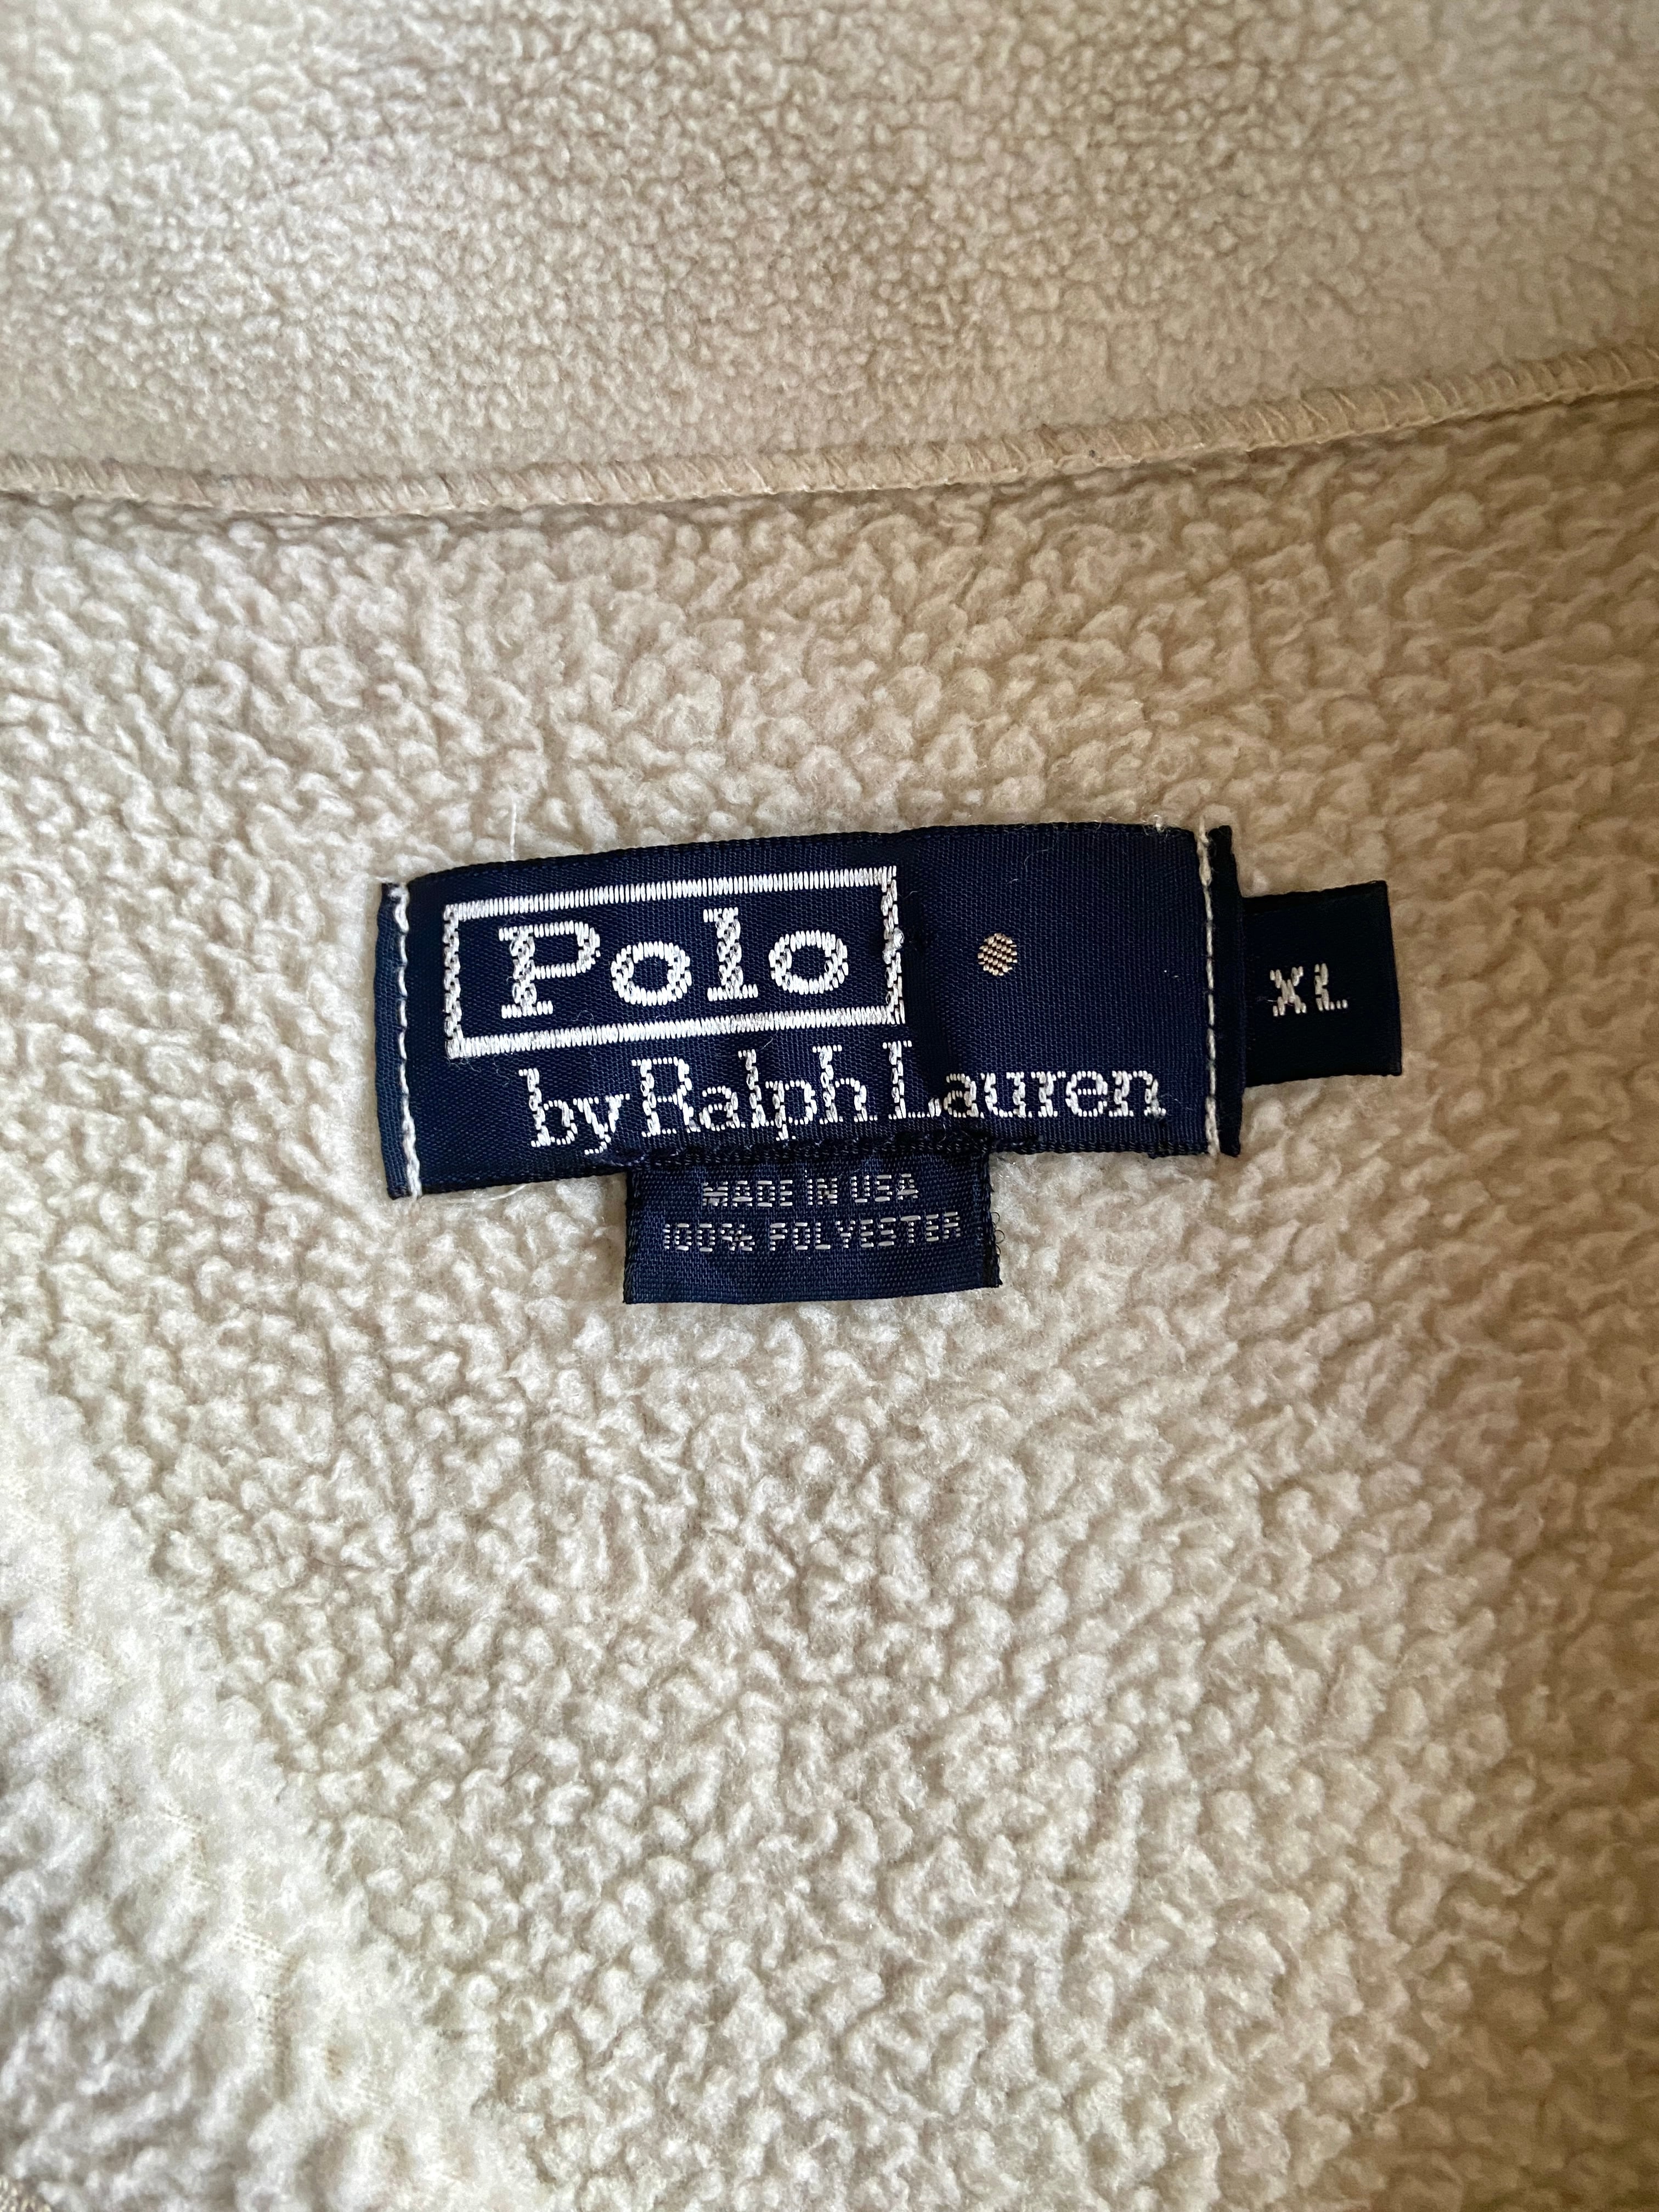 Polo
by Ralph Lauren
XL
MADE IN USA
100% POLYESTER